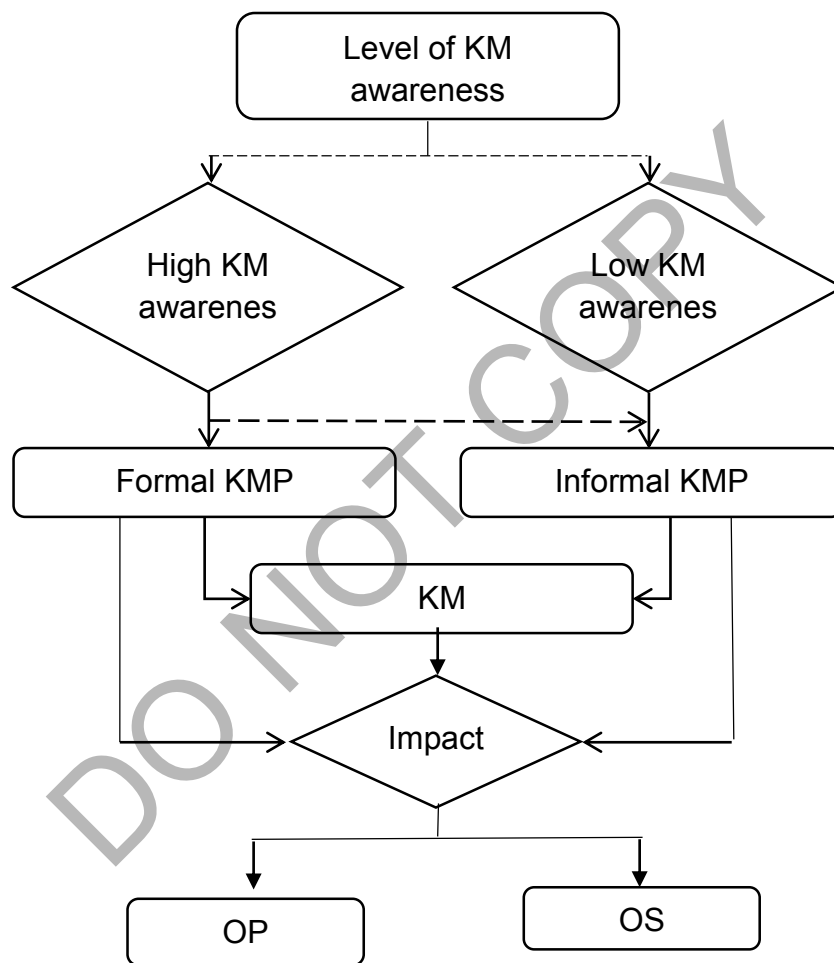 Level of KM
awareness
High KM
awarenes
Low KM
awarenes
Formal KMP
Informal KMP
KM
Impact
OP
OS
DO NOT COPY